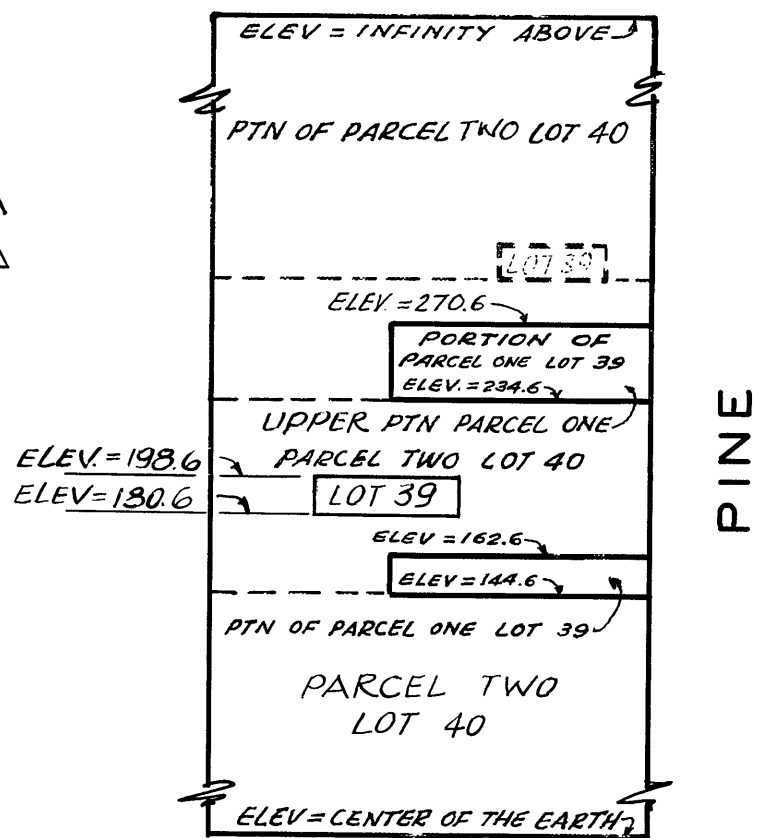 ELEV = INFINITY ABOVE
PTN OF PARCEL TWO LOT 40
LOT 39
ELEV. = 270.6
PORTION OF
PARCEL ONE LOT 39
ELEV. = 234.6
UPPER PTN PARCEL ONE
ELEV. = 198.6
PARCEL TWO LOT 40
ELEV = 180.6
LOT 39
ELEV = 162.6
ELEV = 144.6
PTN OF PARCEL ONE LOT 39
PARCEL TWO
LOT 40
ELEV = CENTER OF THE EARTH
PINE